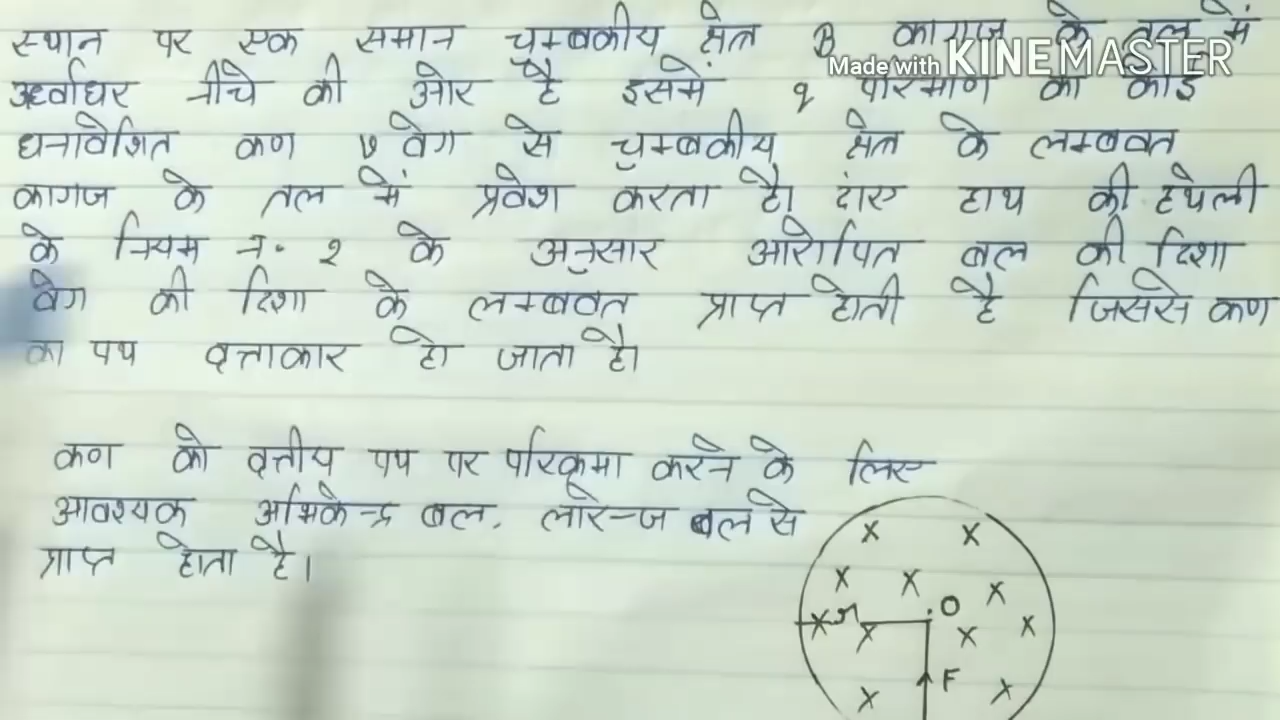 स्थान पर एक समान चुम्बकीय क्षेत्र B कागज के तल में
Made with KINEMASTER
उर्ध्वाधर नीचे की ओर है इसमें q परिमाण का कोई
धनावेशित कण v वेग से चुम्बकीय क्षेत्र के लम्बवत
कागज के तल में प्रवेश करता है। दांए हाथ की हथेली
के नियम न. 2 के अनुसार आरोपित बल की दिशा
वेग की दिशा के लम्बवत प्राप्त होती है जिससे कण
का पथ वृत्ताकार हो जाता है।
कण को वृत्तीय पथ पर परिक्रमा करने के लिए
आवश्यक अभिकेन्द्र बल, लोरेन्ज बल से
प्राप्त होता है।
x x
x x x
x r x O x x
x F x